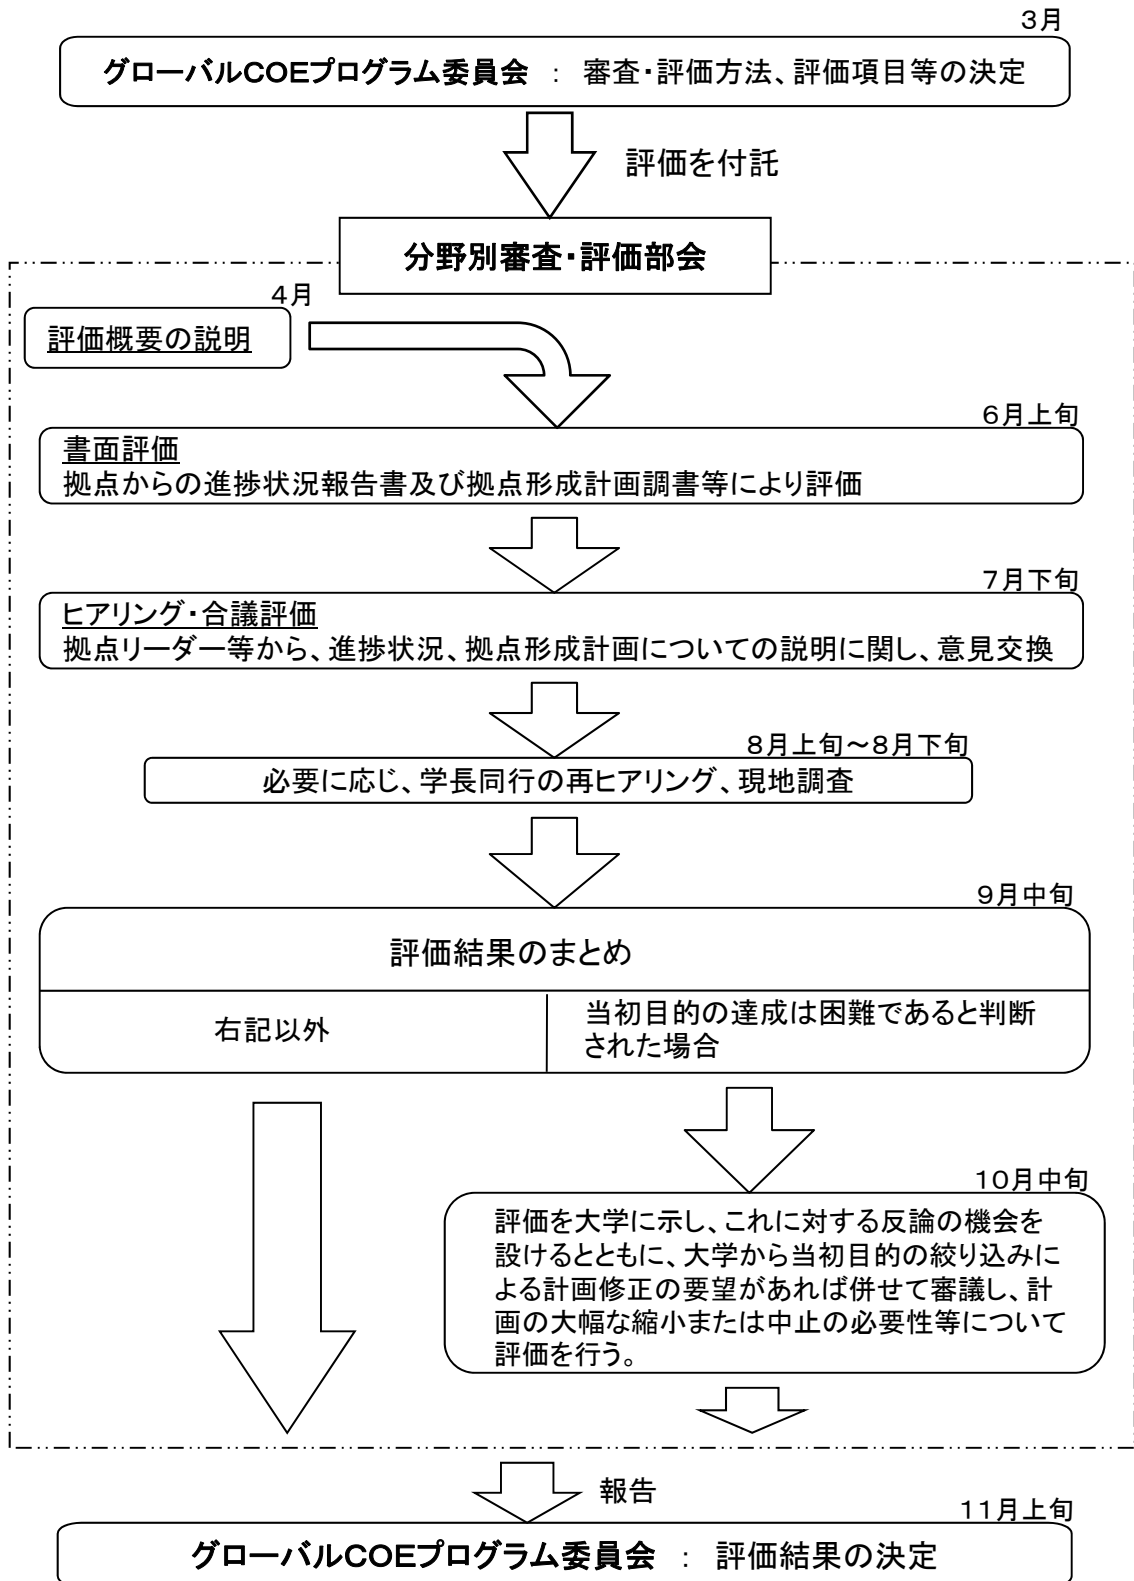 3月
グローバルCOEプログラム委員会 : 審査・評価方法、評価項目等の決定
評価を付託
分野別審査・評価部会
4月
評価概要の説明
6月上旬
書面評価
拠点からの進捗状況報告書及び拠点形成計画調書等により評価
7月下旬
ヒアリング・合議評価
拠点リーダー等から、進捗状況、拠点形成計画についての説明に関し、意見交換
8月上旬～8月下旬
必要に応じ、学長同行の再ヒアリング、現地調査
9月中旬
評価結果のまとめ
右記以外
当初目的の達成は困難であると判断
された場合
10月中旬
評価を大学に示し、これに対する反論の機会を
設けるとともに、大学から当初目的の絞り込みに
よる計画修正の要望があれば併せて審議し、計
画の大幅な縮小または中止の必要性等について
評価を行う。
報告
11月上旬
グローバルCOEプログラム委員会 : 評価結果の決定